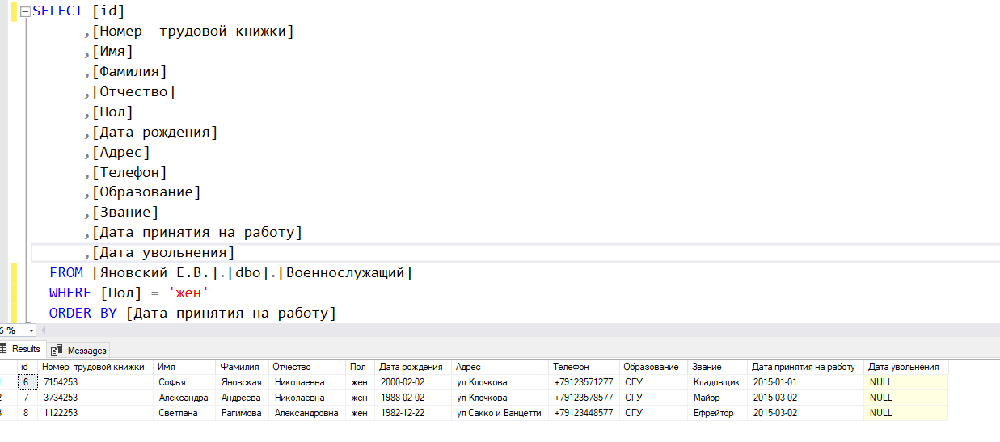 SELECT [id]
,[Номер  трудовой книжки]
,[Имя]
,[Фамилия]
,[Отчество]
,[Пол]
,[Дата рождения]
,[Адрес]
,[Телефон]
,[Образование]
,[Звание]
,[Дата принятия на работу]
,[Дата увольнения]
FROM [Яновский Е.В.].[dbo].[Военнослужащий]
WHERE [Пол] = 'жен'
ORDER BY [Дата принятия на работу]
6 %
Results Messages
id Номер  трудовой книжки Имя Фамилия Отчество Пол Дата рождения Адрес Телефон Образование Звание Дата принятия на работу Дата увольнения
6 7154253 Софья Яновская Николаевна жен 2000-02-02 ул Клочкова +79123571277 СГУ Кладовщик 2015-01-01 NULL
2 7 3734253 Александра Андреева Николаевна жен 1988-02-02 ул Клочкова +79123578577 СГУ Майор 2015-03-02 NULL
3 8 1122253 Светлана Рагимова Александровна жен 1982-12-22 ул Сакко и Ванцетти +79123448577 СГУ Ефрейтор 2015-03-02 NULL